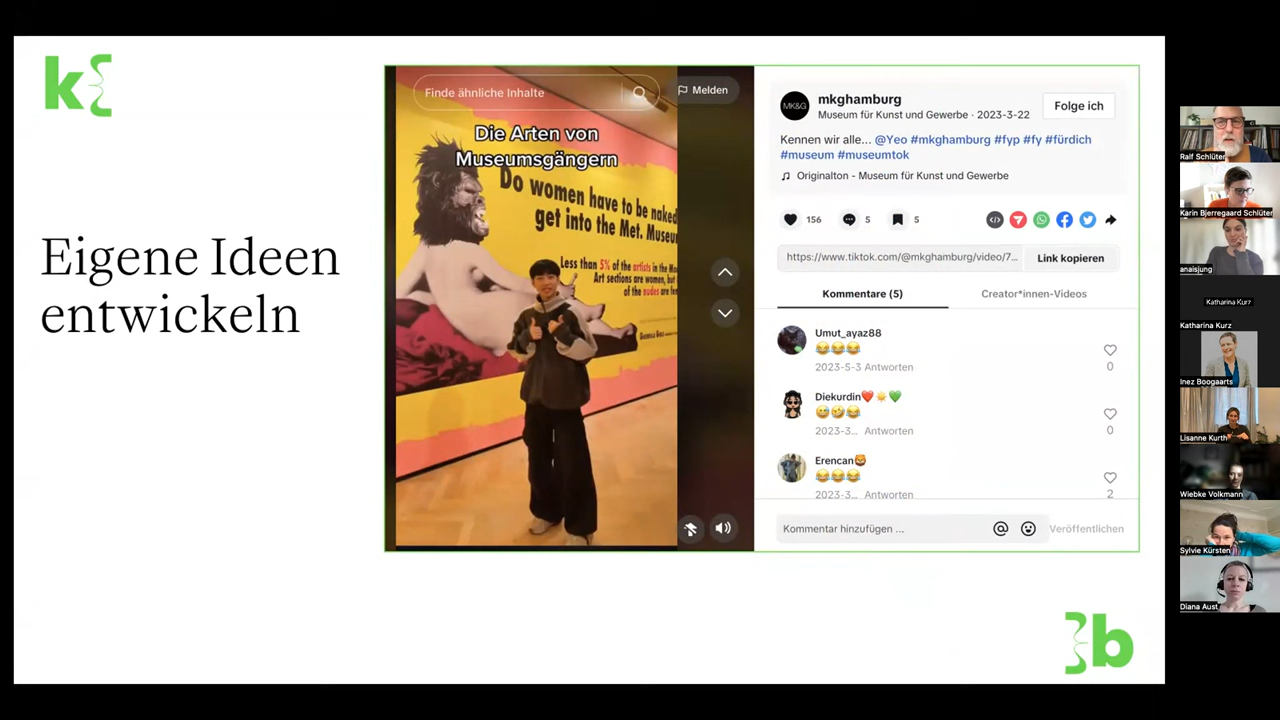 k
Eigene Ideen
entwickeln
Finde ähnliche Inhalte
Melden
Die Arten von
Museumsgängern
Do women have to be naked
get into the Met. Museu
Less than 5% of the artists in the
Art sections are women, but
of the nudes are
mkghamburg
Museum für Kunst und Gewerbe · 2023-3-22
Folge ich
MK&G
Kennen wir alle... @Yeo #mkghamburg #fyp #fy #fürdich
#museum #museumtok
Originalton - Museum für Kunst und Gewerbe
156
5
5
https://www.tiktok.com/@mkghamburg/video/7...
Link kopieren
Kommentare (5)
Creator*innen-Videos
Umut_ayaz88
😂😂😂
2023-5-3 Antworten
0
Diekurdin❤️☀️💚
😅🤣😂
2023-3... Antworten
0
Erencan🦁
😂😂😂
2023-3... Antworten
2
Kommentar hinzufügen ...
Veröffentlichen
b
Ralf Schlüter
Karin Bjerregaard Schlüter
anaisjung
Katharina Kurz
Katharina Kurz
Inez Boogaarts
Lisanne Kurth
Wiebke Volkmann
Sylvie Kürsten
Diana Aust